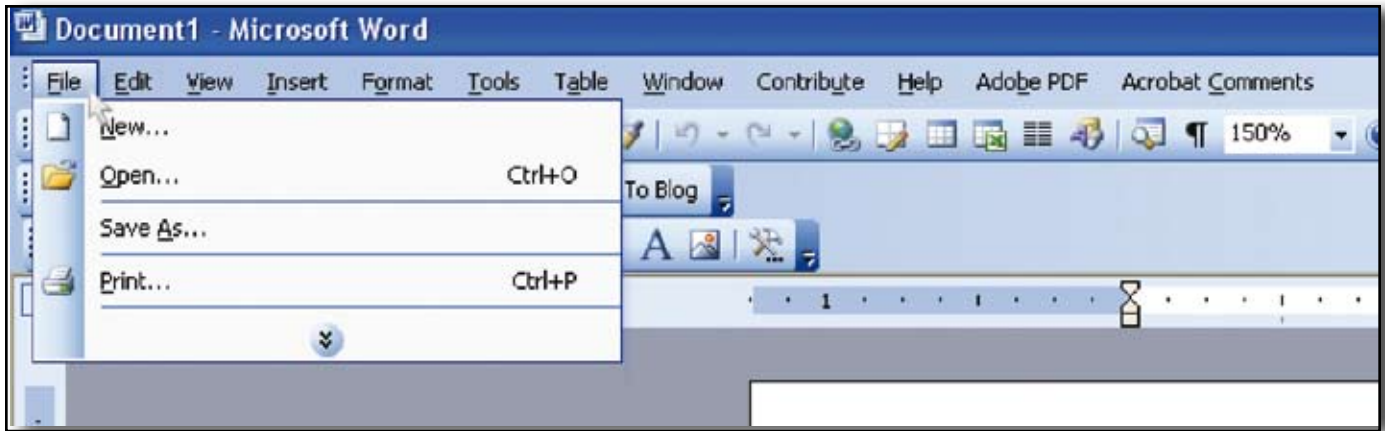 Document1 - Microsoft Word
File Edit View Insert Format Tools Table Window Contribute Help Adobe PDF Acrobat Comments
New...
¶ 150%
Open... Ctrl+O
To Blog
Save As...
A
Print... Ctrl+P
1